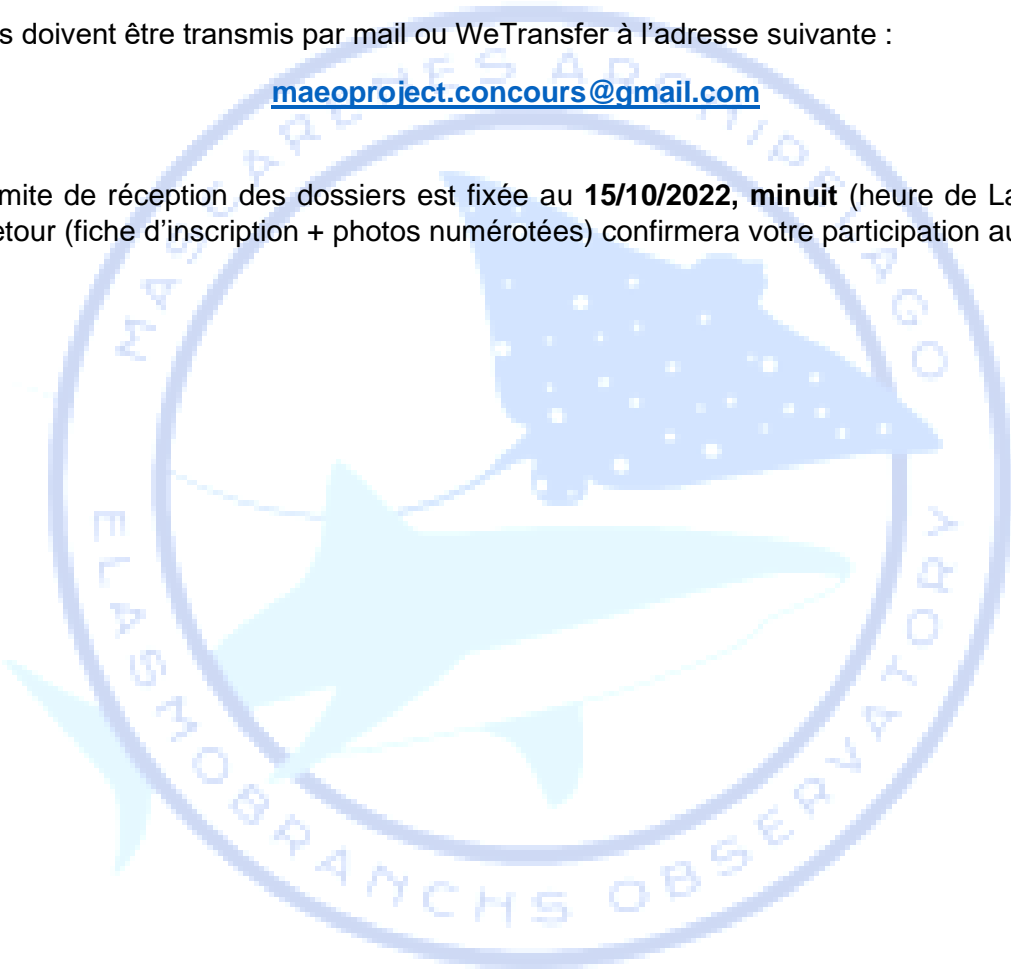 s doivent être transmis par mail ou WeTransfer à l’adresse suivante :
maeoproject.concours@gmail.com
mite de réception des dossiers est fixée au 15/10/2022, minuit (heure de La
etour (fiche d’inscription + photos numérotées) confirmera votre participation au
MASCARENES ARCHIPELAGO
ELASMOBRANCHS OBSERVATORY